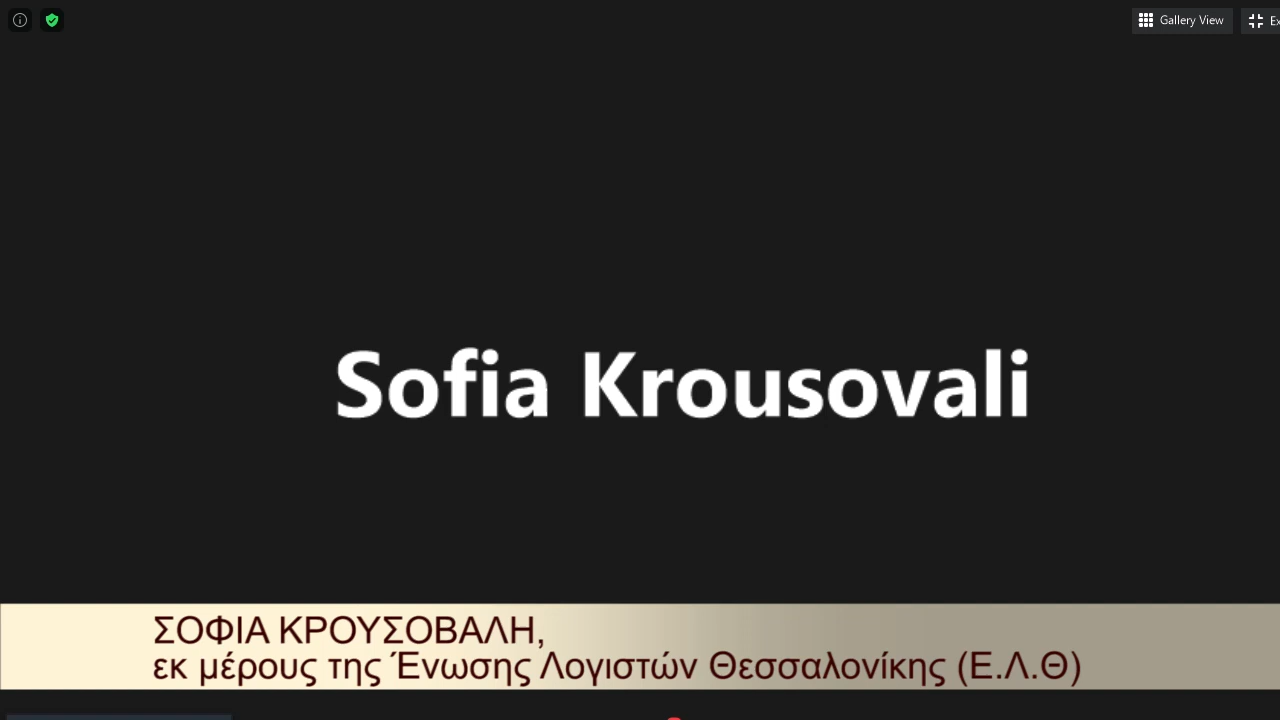 Gallery View
Sofia Krousovali
ΣΟΦΙΑ ΚΡΟΥΣΟΒΑΛΗ,
εκ μέρους της Ένωσης Λογιστών Θεσσαλονίκης (Ε.Λ.Θ)